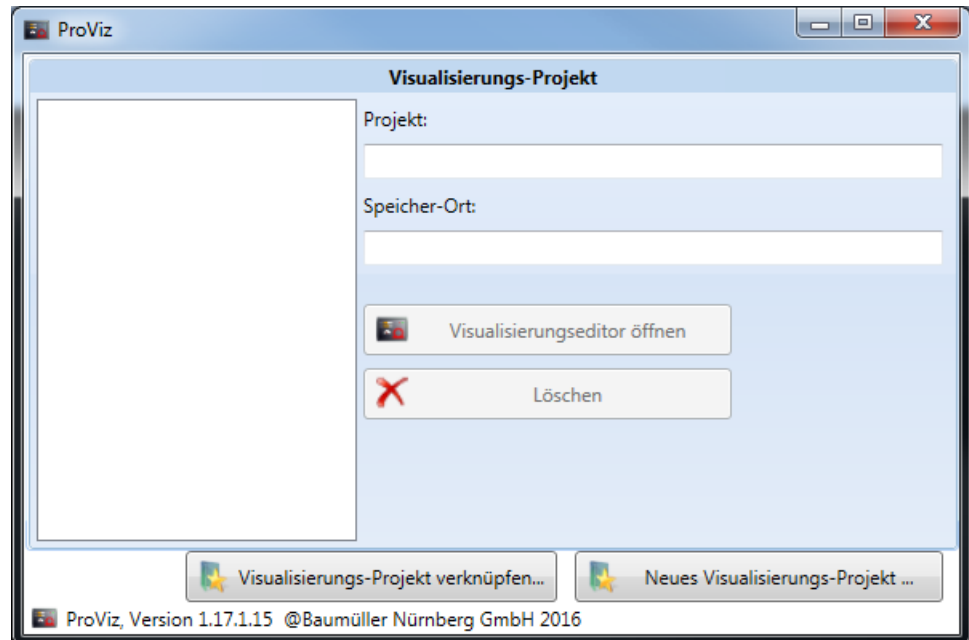 ProViz
Visualisierungs-Projekt
Projekt:
Speicher-Ort:
Visualisierungseditor öffnen
Löschen
Visualisierungs-Projekt verknüpfen...
Neues Visualisierungs-Projekt ...
ProViz, Version 1.17.1.15 @Baumüller Nürnberg GmbH 2016